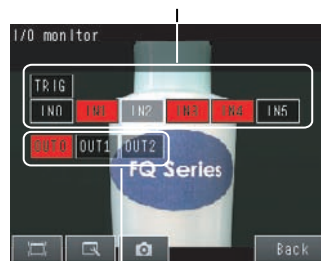 I/O monitor
TRIG
IN0 IN1 IN2 IN3 IN4 IN5
OUT0 OUT1 OUT2
FQ Series
Back